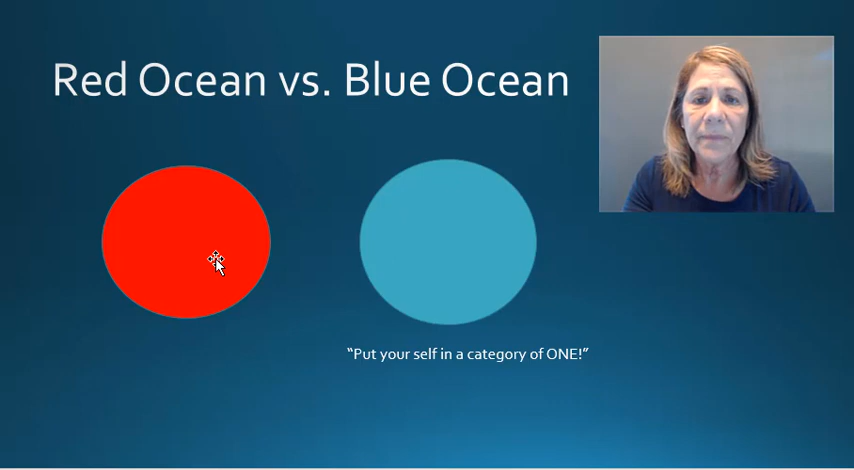 Red Ocean vs. Blue Ocean
“Put your self in a category of ONE!”